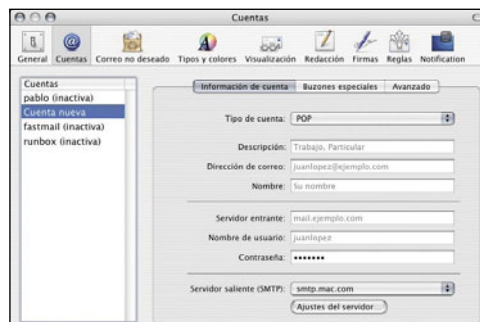 Cuentas
General Cuentas Correo no deseado Tipos y colores Visualización Redacción Firmas Reglas Notification
Cuentas
pablo (inactiva)
Cuenta nueva
fastmail (inactiva)
runbox (inactiva)
Información de cuenta Buzones especiales Avanzado
Tipo de cuenta: POP
Descripción: Trabajo, Particular
Dirección de correo: juanlopez@ejemplo.com
Nombre: Su nombre
Servidor entrante: mail.ejemplo.com
Nombre de usuario: juanlopez
Contraseña: •••••••
Servidor saliente (SMTP): smtp.mac.com
Ajustes del servidor...